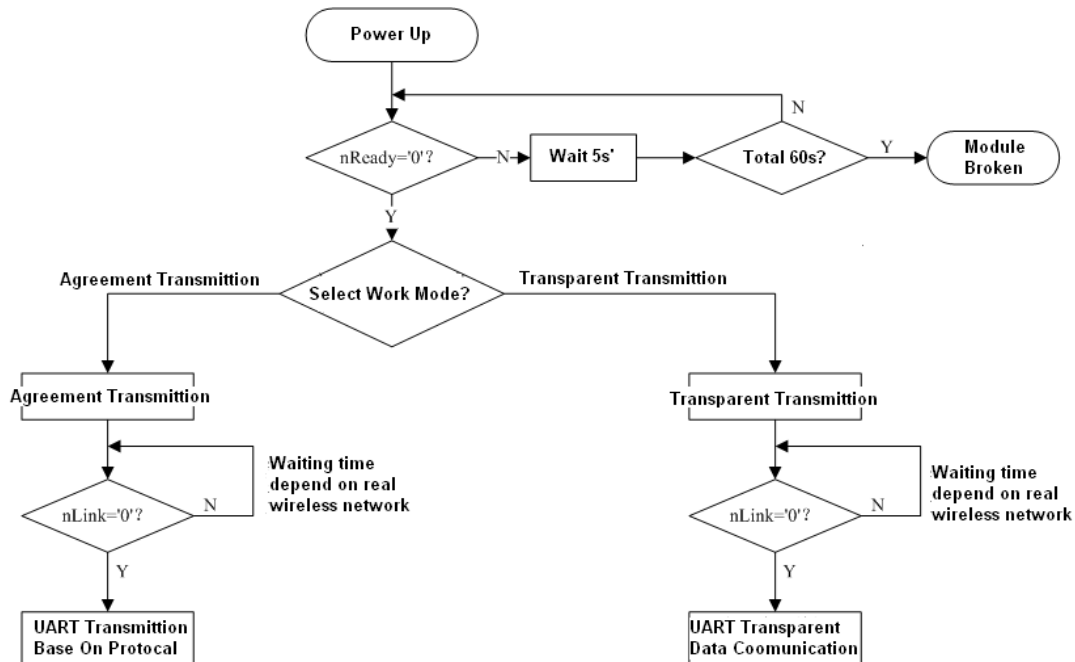 Power Up
N
nReady='0'?
N
Wait 5s'
Total 60s?
Y
Module
Broken
Y
Agreement Transmittion
Transparent Transmittion
Select Work Mode?
Agreement Transmittion
Transparent Transmittion
Waiting time
depend on real
wireless network
nLink='0'?
N
Y
UART Transmittion
Base On Protocal
Waiting time
depend on real
wireless network
nLink='0'?
N
Y
UART Transparent
Data Coomunication